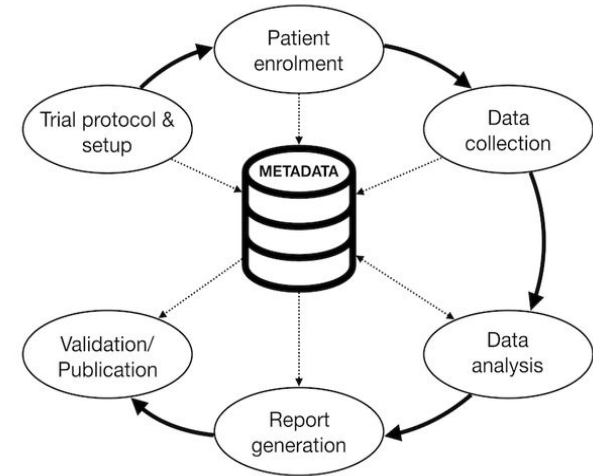 Patient
enrolment
Trial protocol &
setup
Data
collection
METADATA
Validation/
Publication
Data
analysis
Report
generation